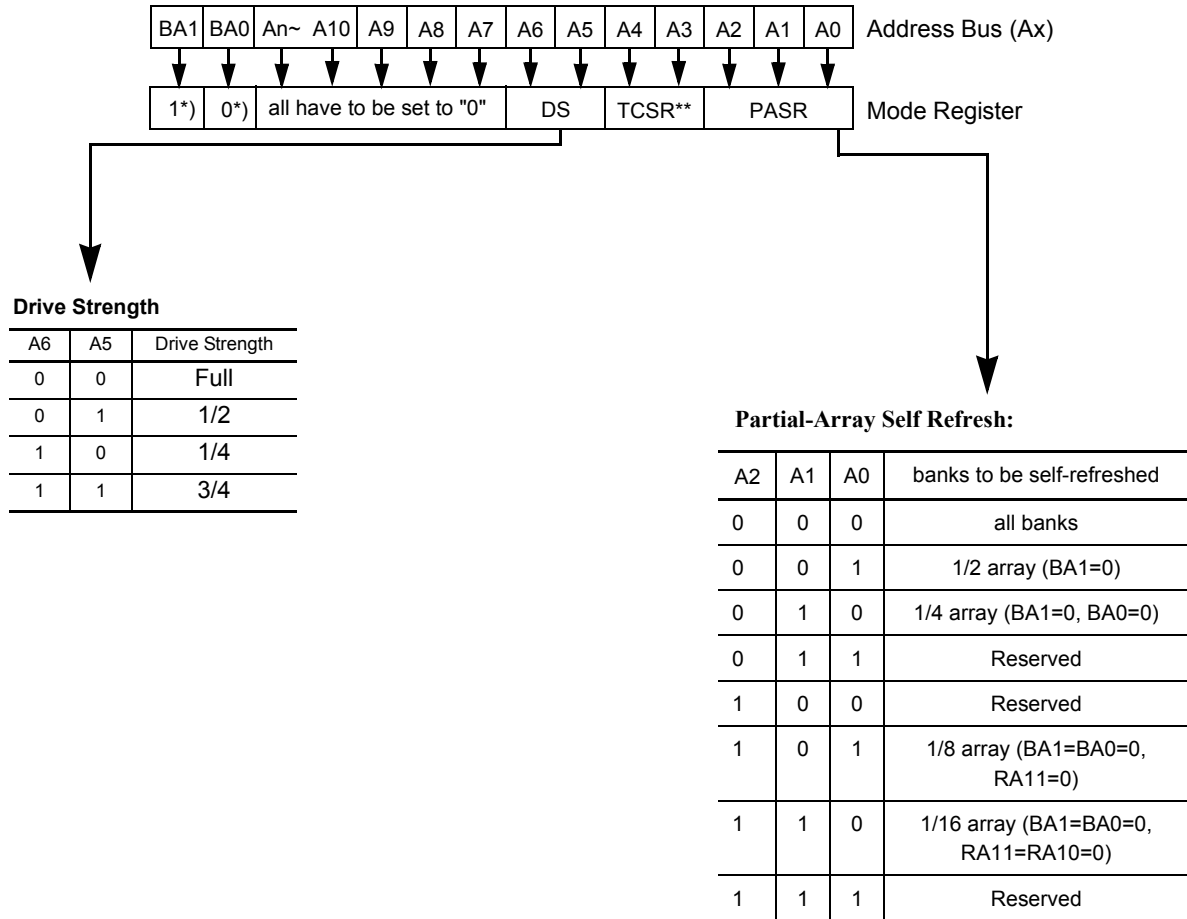 BA1 BA0 An~ A10 A9 A8 A7 A6 A5 A4 A3 A2 A1 A0 Address Bus (Ax)
1*) 0*) all have to be set to "0" DS TCSR** PASR Mode Register
Drive Strength
A6 A5 Drive Strength
0 0 Full
0 1 1/2
1 0 1/4
1 1 3/4
Partial-Array Self Refresh:
A2 A1 A0 banks to be self-refreshed
0 0 0 all banks
0 0 1 1/2 array (BA1=0)
0 1 0 1/4 array (BA1=0, BA0=0)
0 1 1 Reserved
1 0 0 Reserved
1 0 1 1/8 array (BA1=BA0=0,
RA11=0)
1 1 0 1/16 array (BA1=BA0=0,
RA11=RA10=0)
1 1 1 Reserved